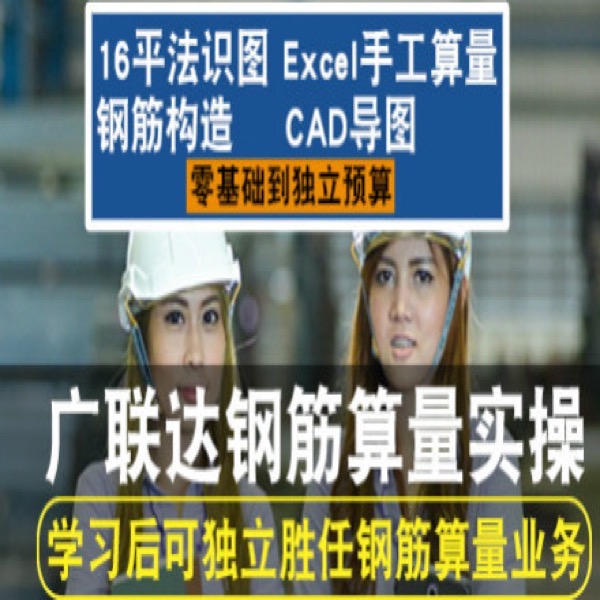 16平法识图 Excel手工算量
钢筋构造 CAD导图
零基础到独立预算
广联达钢筋算量实操
学习后可独立胜任钢筋算量业务